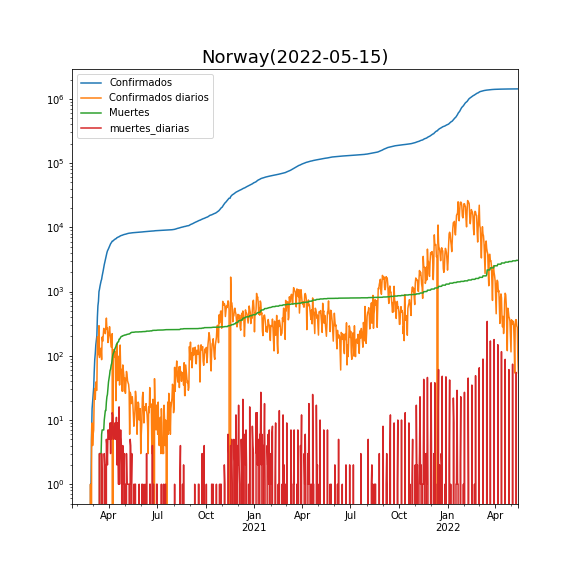 Norway(2022-05-15)
Confirmados
Confirmados diarios
Muertes
muertes_diarias
10^6
10^5
10^4
10^3
10^2
10^1
10^0
Apr Jul Oct Jan Apr Jul Oct Jan Apr
2021 2022